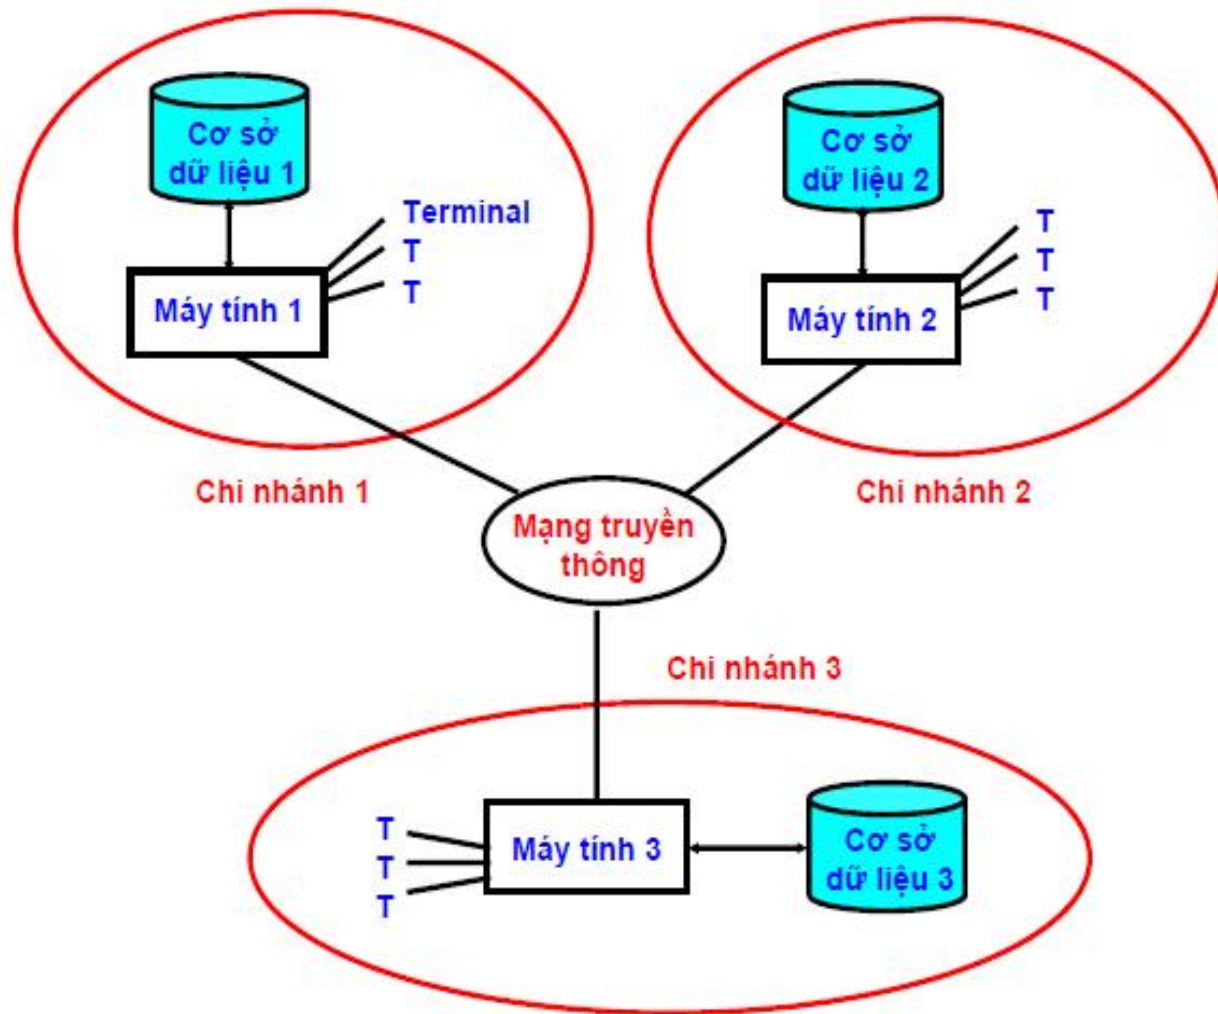 Cơ sở
dữ liệu 1
Terminal
T
T
Máy tính 1
Chi nhánh 1
Cơ sở
dữ liệu 2
T
T
T
Máy tính 2
Chi nhánh 2
Mạng truyền
thông
Chi nhánh 3
T
T
T
Máy tính 3
Cơ sở
dữ liệu 3